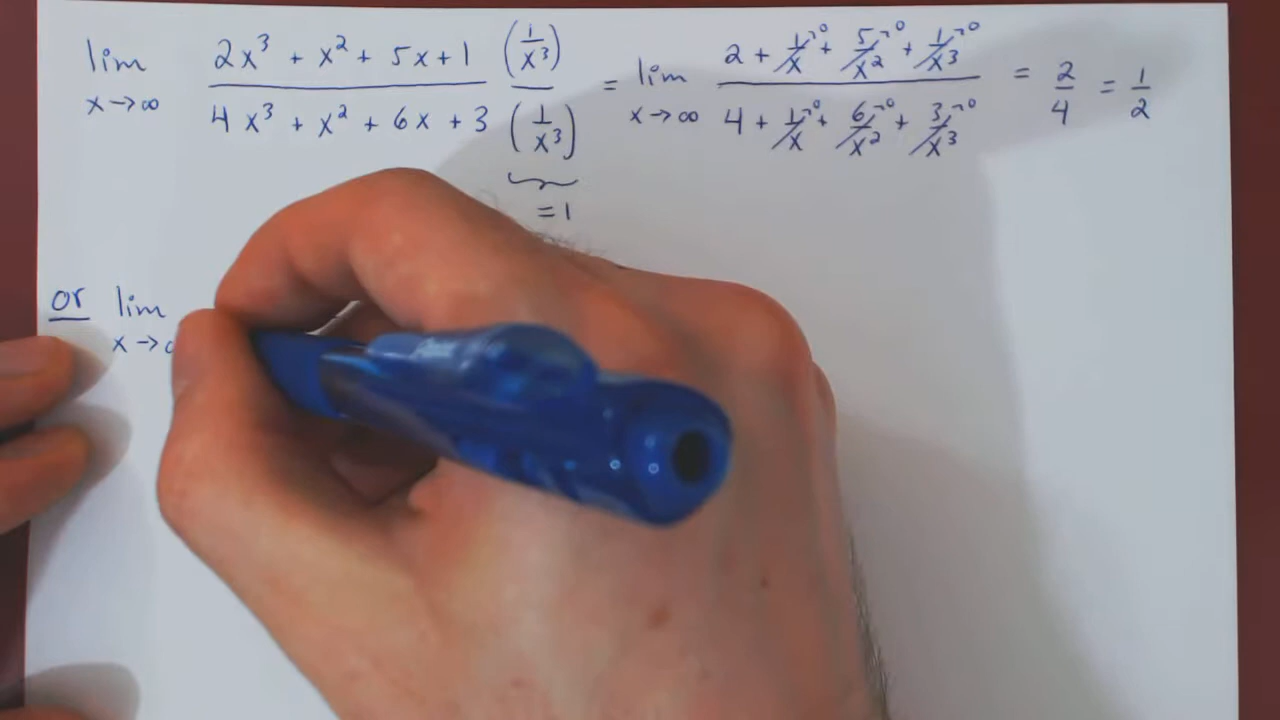 lim x→∞ (2x³ + x² + 5x + 1)/(4x³ + x² + 6x + 3) (1/x³)/(1/x³) = lim x→∞ (2 + 1/x→0 + 5/x²→0 + 1/x³→0)/(4 + 1/x→0 + 6/x²→0 + 3/x³→0) = 2/4 = 1/2
= 1
or lim x→